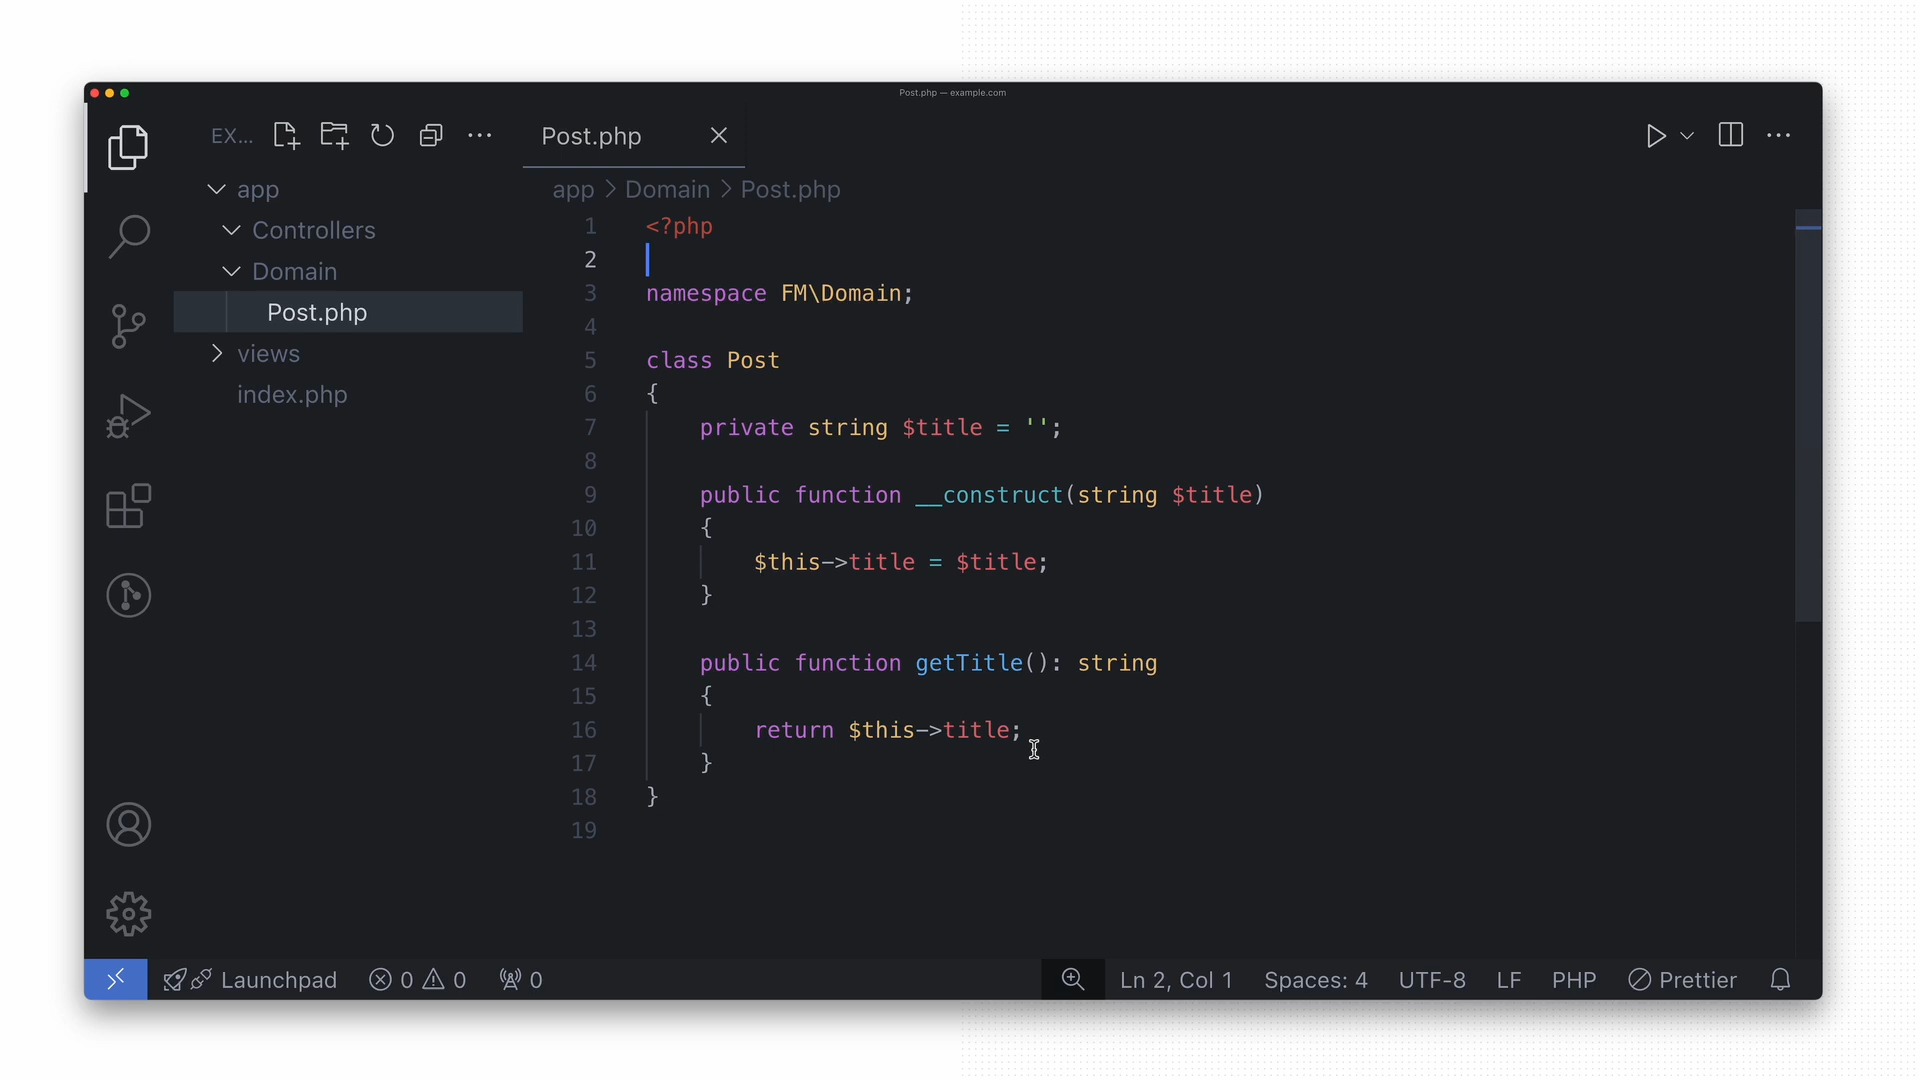 Post.php — example.com
EX...
Post.php
app
Controllers
Domain
Post.php
views
index.php
app > Domain > Post.php
1 <?php
2
3 namespace FM\Domain;
4
5 class Post
6 {
7 private string $title = '';
8
9 public function __construct(string $title)
10 {
11 $this->title = $title;
12 }
13
14 public function getTitle(): string
15 {
16 return $this->title;
17 }
18 }
19
Launchpad 0 0 0 Ln 2, Col 1 Spaces: 4 UTF-8 LF PHP Prettier